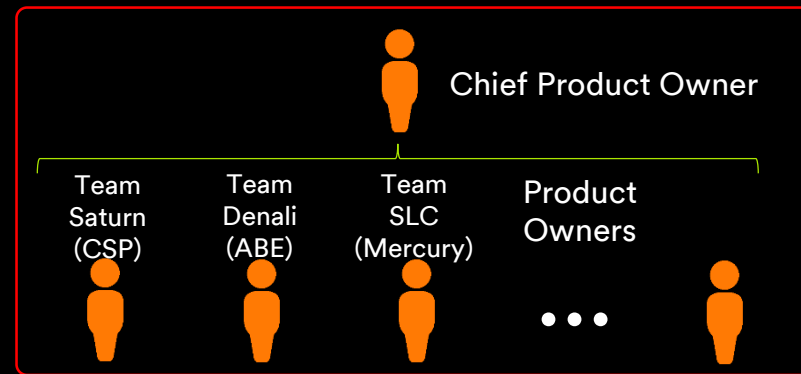 Chief Product Owner
Team
Saturn
(CSP)
Team
Denali
(ABE)
Team
SLC
(Mercury)
Product
Owners